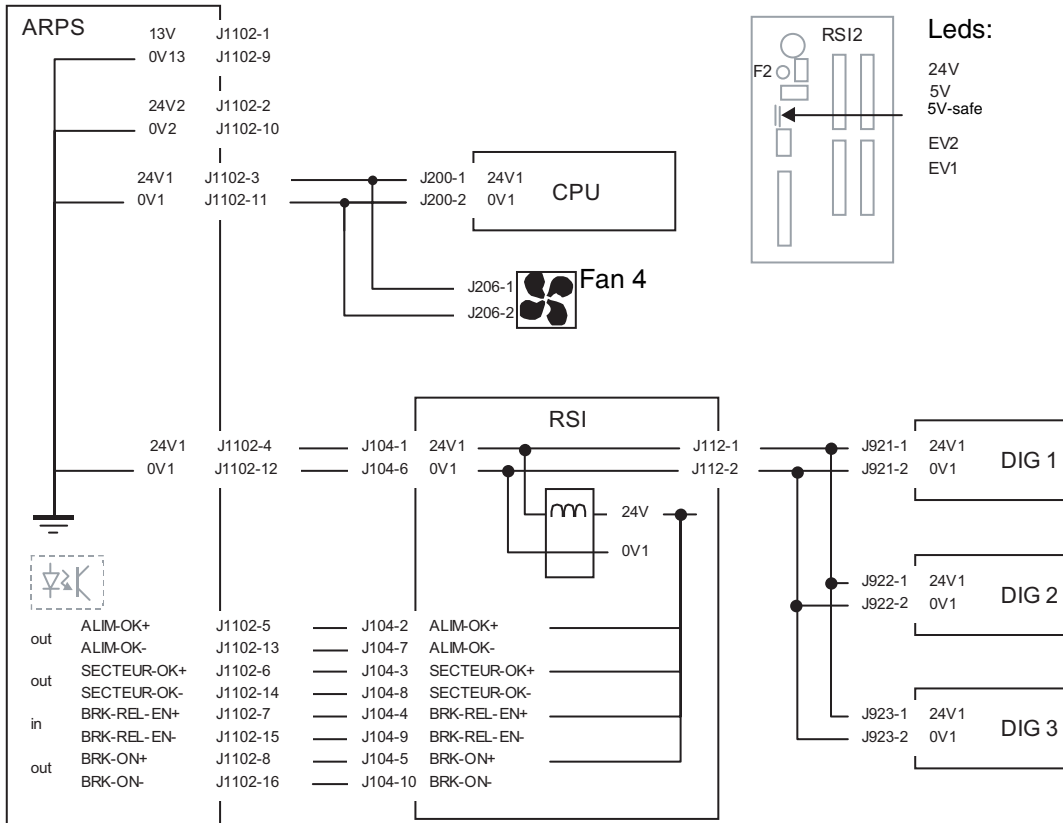 ARPS
13V J1102-1
0V13 J1102-9
24V2 J1102-2
0V2 J1102-10
24V1 J1102-3 J200-1 24V1
0V1 J1102-11 J200-2 0V1
CPU
J206-1
J206-2
Fan 4
RSI2
F2
Leds:
24V
5V
5V-safe
EV2
EV1
RSI
24V1 J1102-4 J104-1 24V1 J112-1 J921-1 24V1
0V1 J1102-12 J104-6 0V1 J112-2 J921-2 0V1
DIG 1
24V
0V1
J922-1 24V1
J922-2 0V1
DIG 2
out
ALIM-OK+ J1102-5 J104-2 ALIM-OK+
ALIM-OK- J1102-13 J104-7 ALIM-OK-
out
SECTEUR-OK+ J1102-6 J104-3 SECTEUR-OK+
SECTEUR-OK- J1102-14 J104-8 SECTEUR-OK-
in
BRK-REL-EN+ J1102-7 J104-4 BRK-REL-EN+
BRK-REL-EN- J1102-15 J104-9 BRK-REL-EN-
out
BRK-ON+ J1102-8 J104-5 BRK-ON+
BRK-ON- J1102-16 J104-10 BRK-ON-
J923-1 24V1
J923-2 0V1
DIG 3